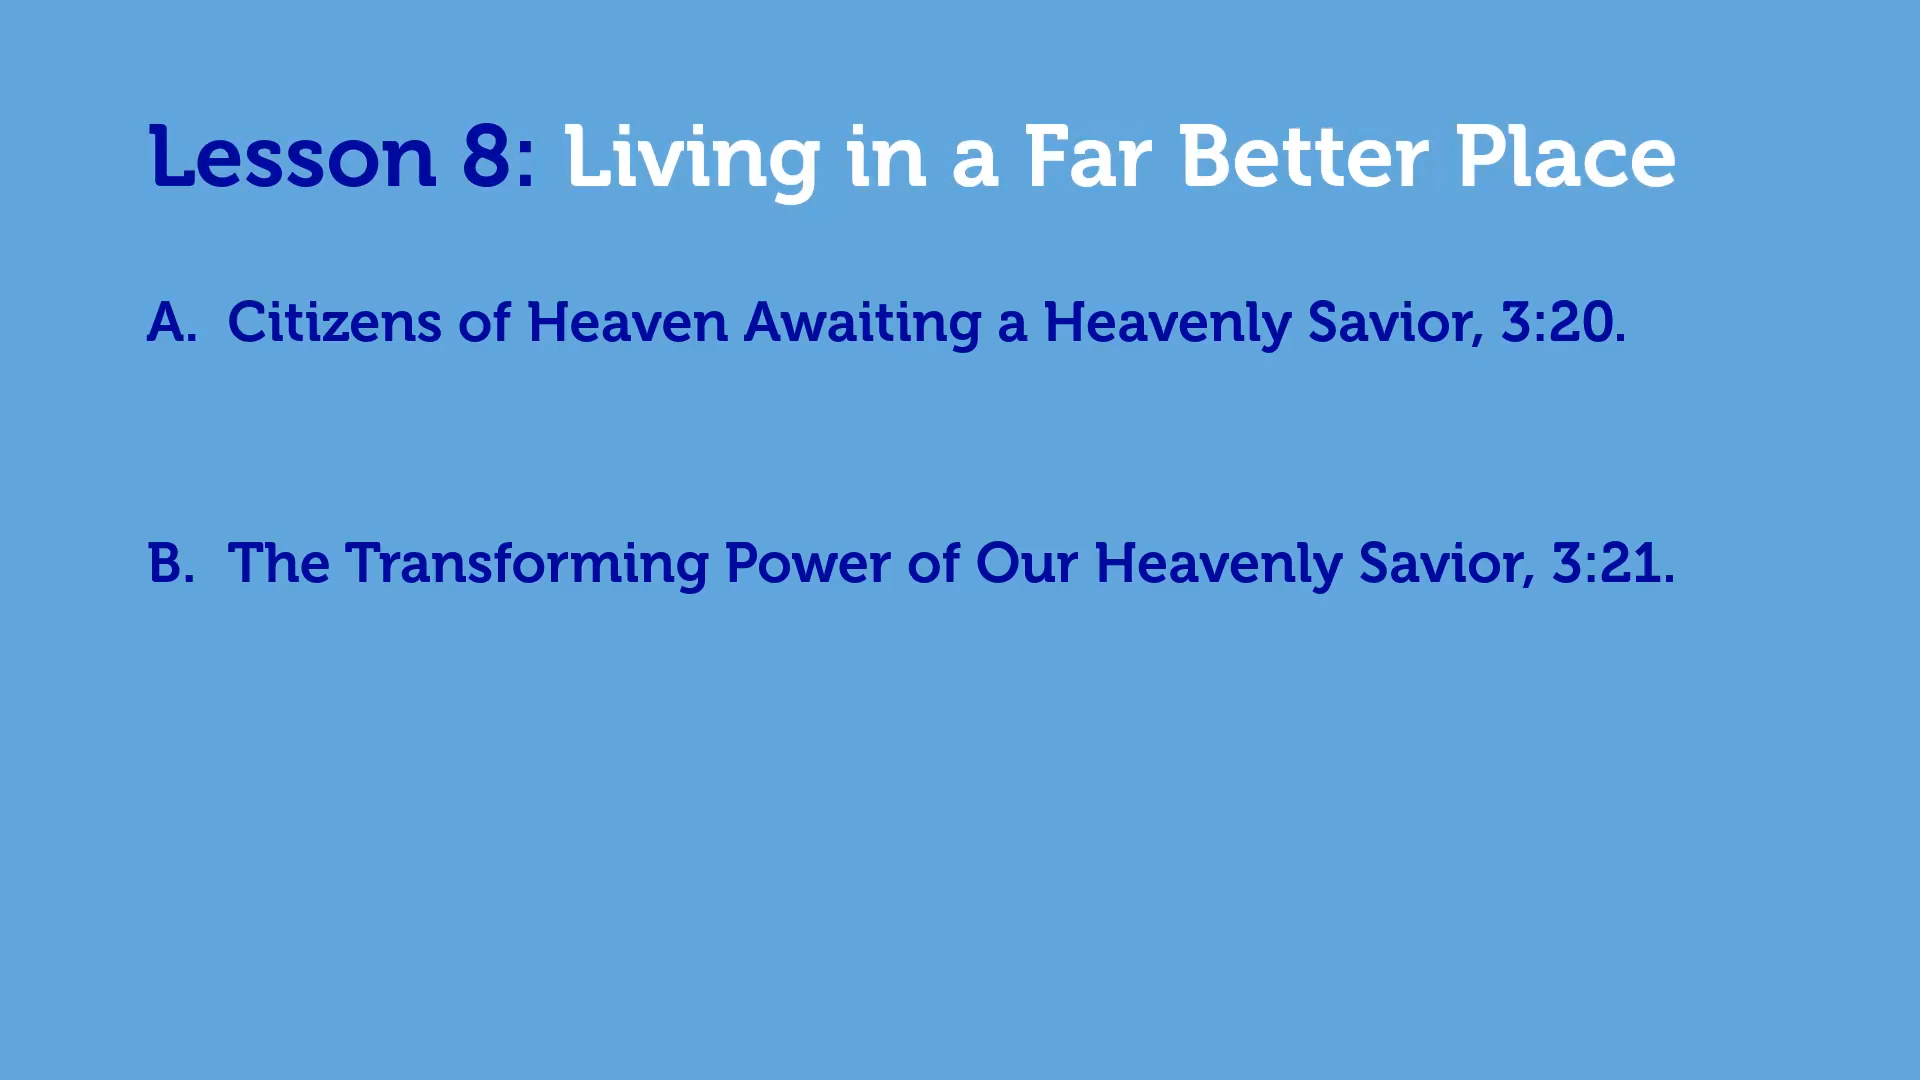 Lesson 8: Living in a Far Better Place
A. Citizens of Heaven Awaiting a Heavenly Savior, 3:20.
B. The Transforming Power of Our Heavenly Savior, 3:21.